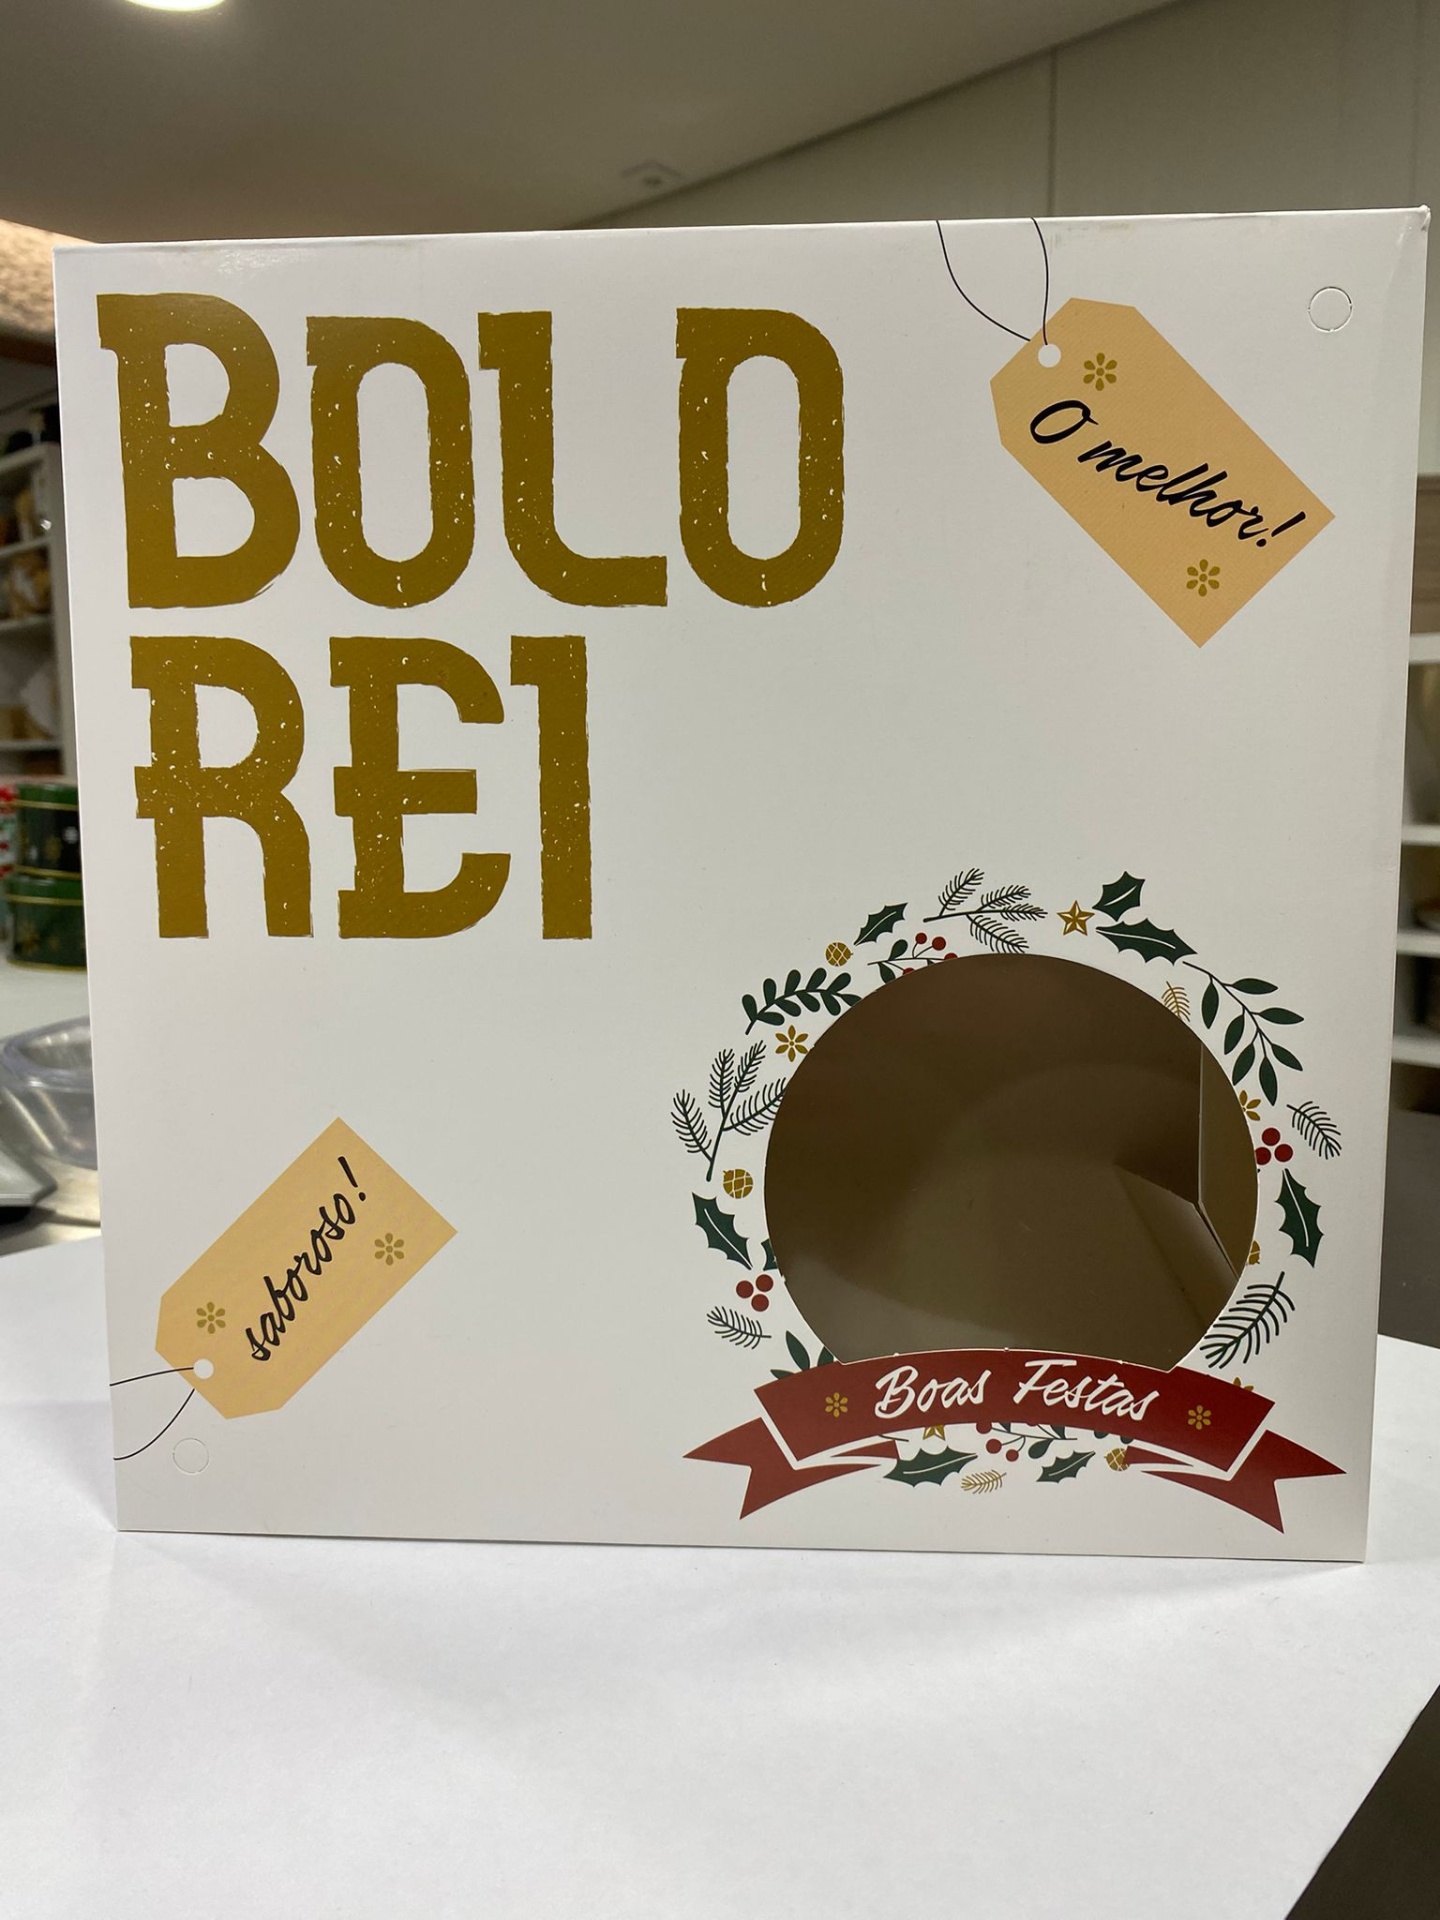 BOLO
REI
O melhor!
saboroso!
Boas Festas